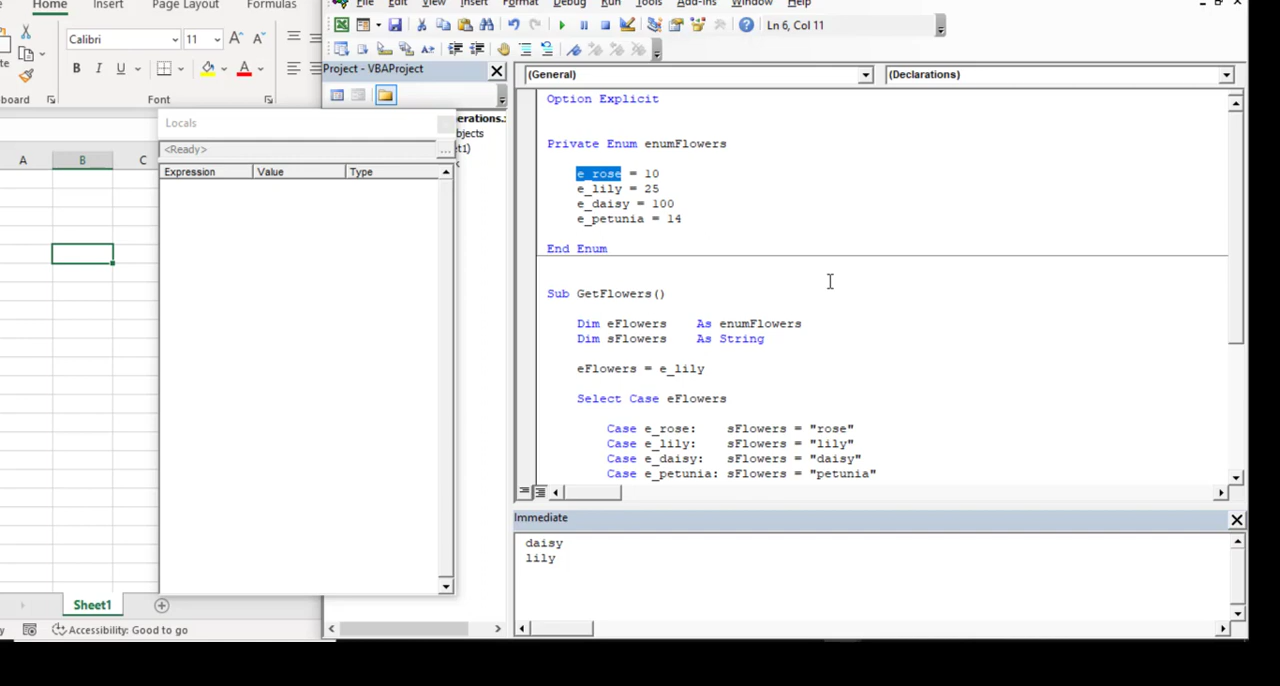 Home Insert Page Layout Formulas
File Edit View Insert Format Debug Run Tools Add-Ins Window Help
Ln 6, Col 11
Calibri 11
B I U
board Font
Project - VBAProject
(General) (Declarations)
Option Explicit
Private Enum enumFlowers
e_rose = 10
e_lily = 25
e_daisy = 100
e_petunia = 14
End Enum
Sub GetFlowers()
Dim eFlowers As enumFlowers
Dim sFlowers As String
eFlowers = e_lily
Select Case eFlowers
Case e_rose: sFlowers = "rose"
Case e_lily: sFlowers = "lily"
Case e_daisy: sFlowers = "daisy"
Case e_petunia: sFlowers = "petunia"
erations.
bjects
t1)
Locals
<Ready>
Expression Value Type
A B C
Immediate
daisy
lily
Sheet1
Accessibility: Good to go